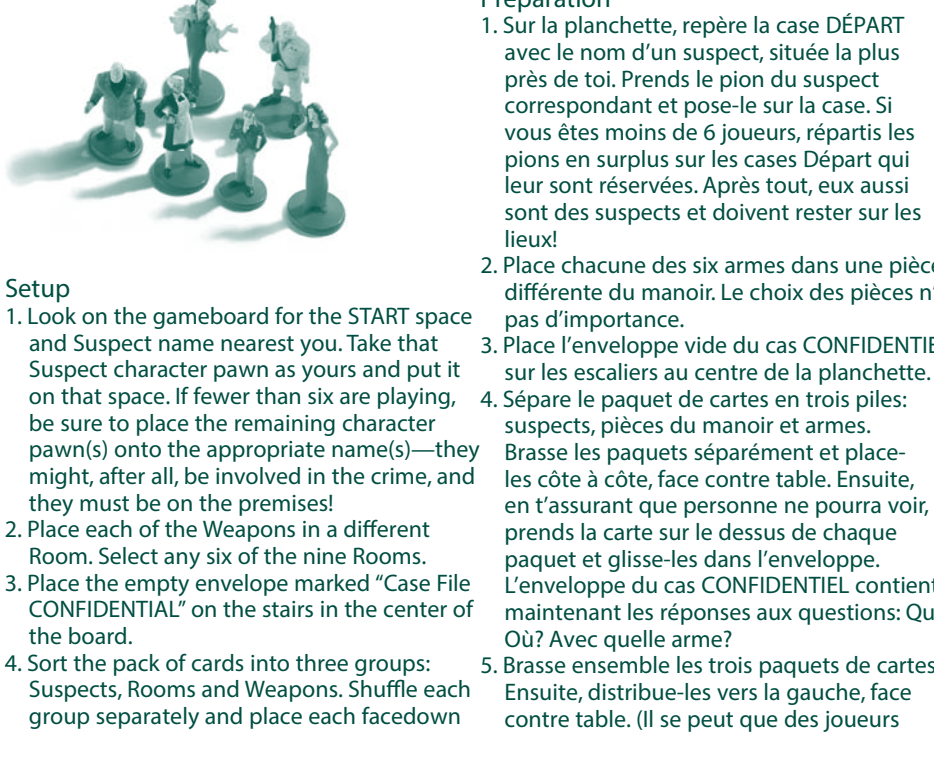 Setup
1. Look on the gameboard for the START space
and Suspect name nearest you. Take that
Suspect character pawn as yours and put it
on that space. If fewer than six are playing,
be sure to place the remaining character
pawn(s) onto the appropriate name(s)—they
might, after all, be involved in the crime, and
they must be on the premises!
2. Place each of the Weapons in a different
Room. Select any six of the nine Rooms.
3. Place the empty envelope marked “Case File
CONFIDENTIAL” on the stairs in the center of
the board.
4. Sort the pack of cards into three groups:
Suspects, Rooms and Weapons. Shuffle each
group separately and place each facedown
Préparation
1. Sur la planchette, repère la case DÉPART
avec le nom d’un suspect, située la plus
près de toi. Prends le pion du suspect
correspondant et pose-le sur la case. Si
vous êtes moins de 6 joueurs, répartis les
pions en surplus sur les cases Départ qui
leur sont réservées. Après tout, eux aussi
sont des suspects et doivent rester sur les
lieux!
2. Place chacune des six armes dans une pièce
différente du manoir. Le choix des pièces n’
pas d’importance.
3. Place l’enveloppe vide du cas CONFIDENTIE
sur les escaliers au centre de la planchette.
4. Sépare le paquet de cartes en trois piles:
suspects, pièces du manoir et armes.
Brasse les paquets séparément et place-
les côte à côte, face contre table. Ensuite,
en t’assurant que personne ne pourra voir,
prends la carte sur le dessus de chaque
paquet et glisse-les dans l’enveloppe.
L’enveloppe du cas CONFIDENTIEL contient
maintenant les réponses aux questions: Qu
Où? Avec quelle arme?
5. Brasse ensemble les trois paquets de cartes
Ensuite, distribue-les vers la gauche, face
contre table. (Il se peut que des joueurs